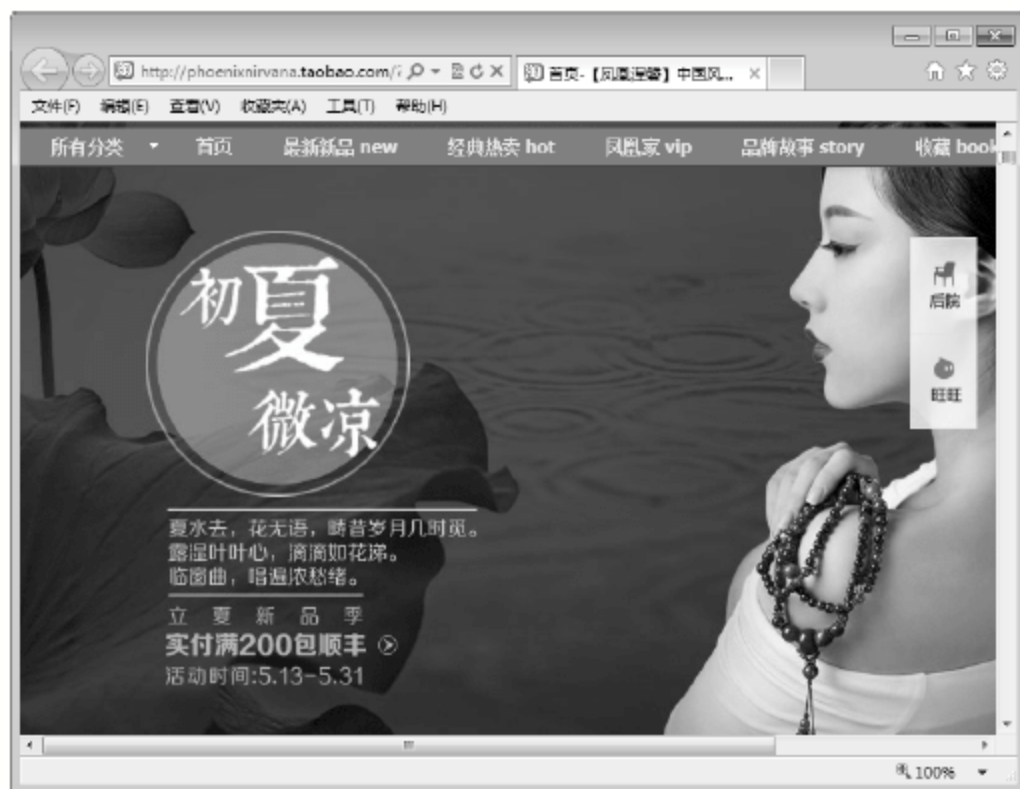 http://phoenixnirvana.taobao.com/
首页-【凤凰涅磐】中国风...
文件(F) 编辑(E) 查看(V) 收藏夹(A) 工具(T) 帮助(H)
所有分类 首页 最新新品 new 经典热卖 hot 凤凰家 vip 品牌故事 story 收藏 book
初夏
微凉
后院
旺旺
夏水去，花无语，畴昔岁月几时觅。
露湿叶叶心，滴滴如花涕。
临窗曲，唱遍浓愁绪。
立夏新品季
实付满200包顺丰
活动时间:5.13-5.31
100%